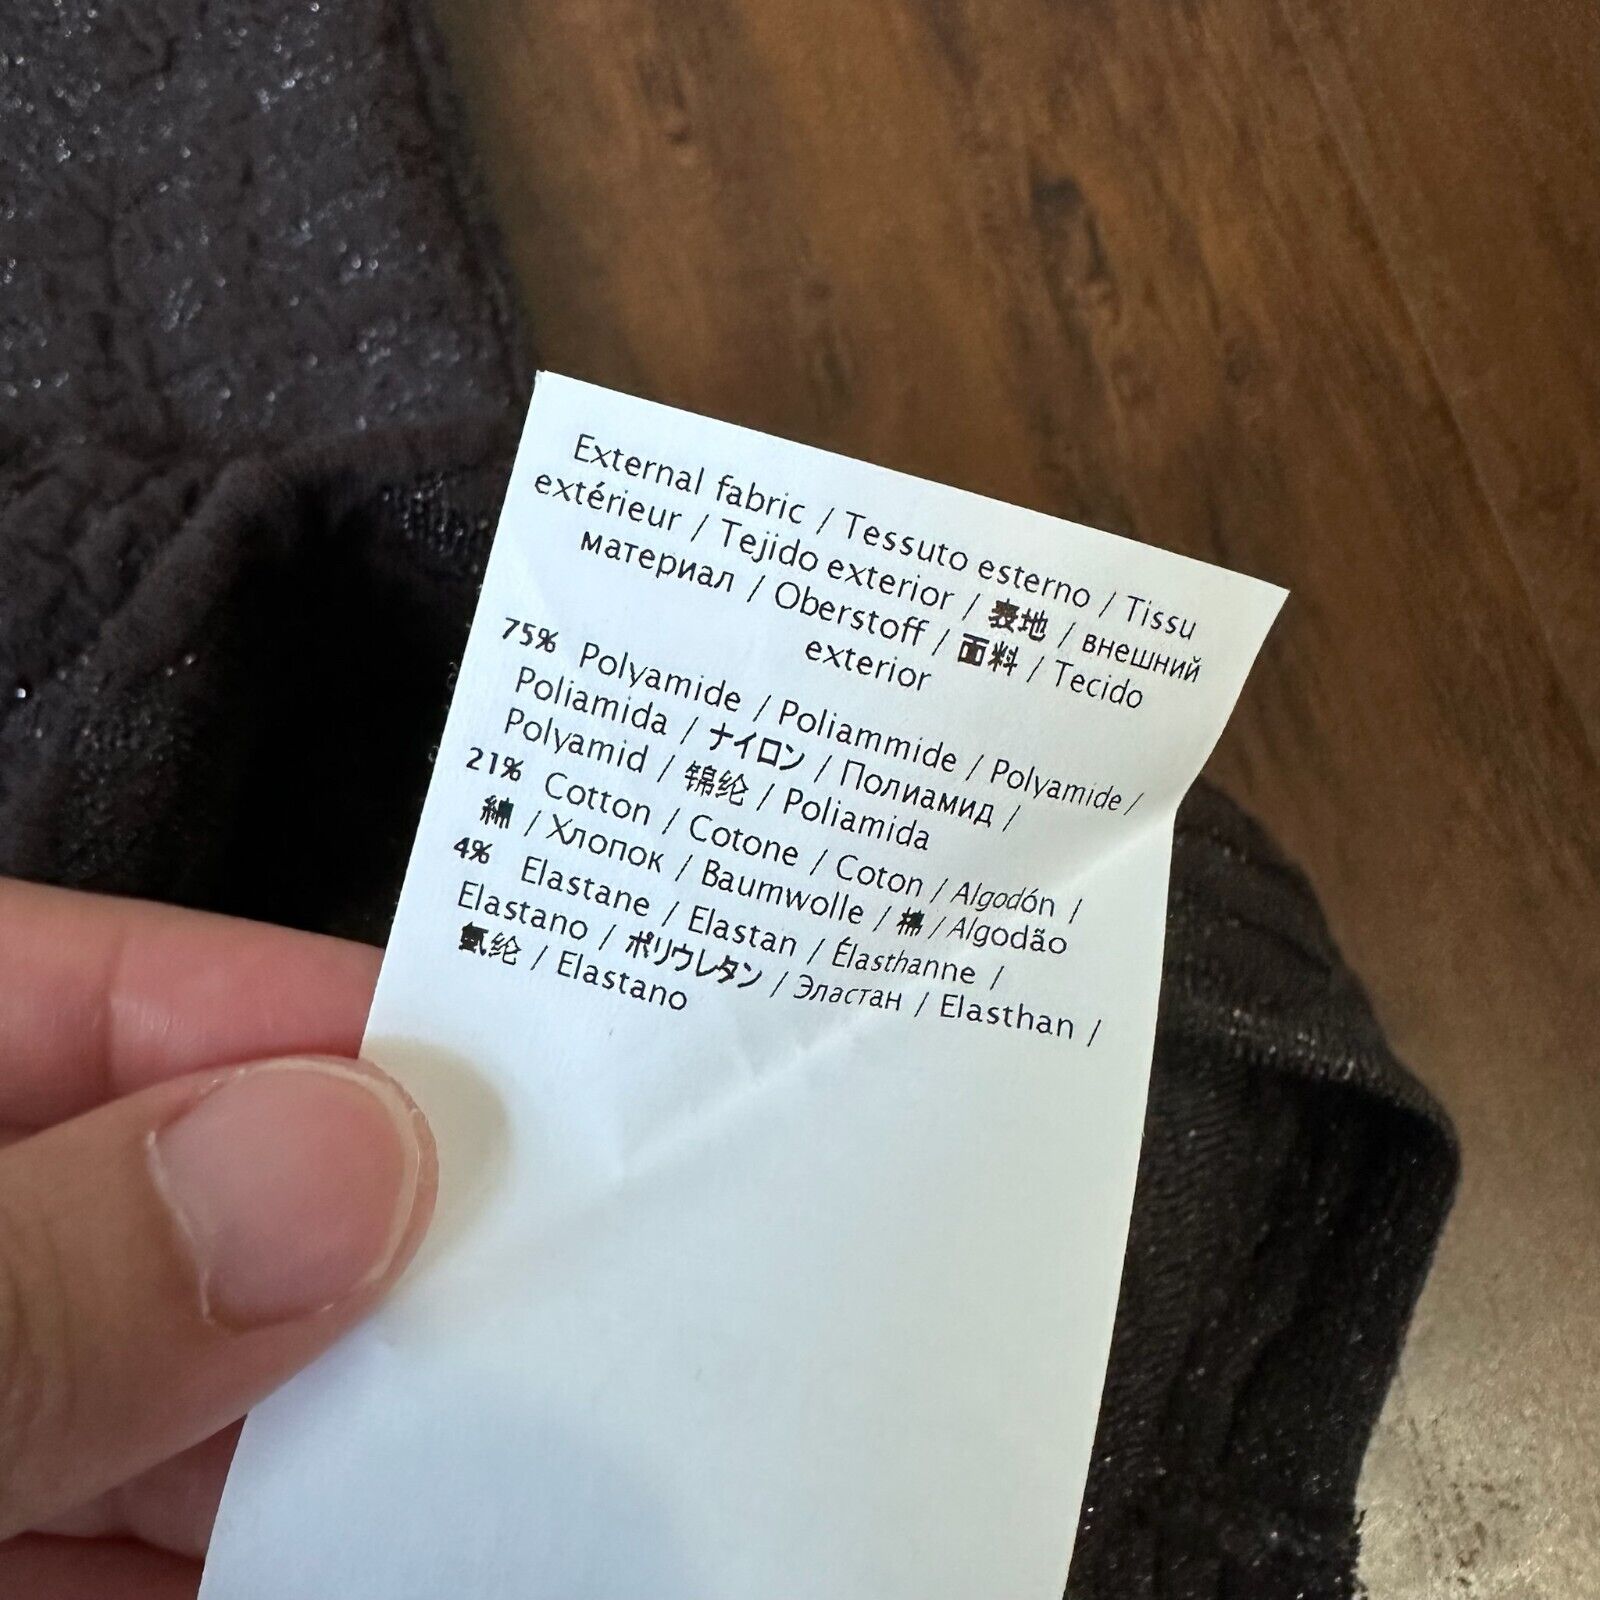 External fabric / Tessuto esterno / Tissu
extérieur / Tejido exterior / 表地 / внешний
материал / Oberstoff / 面料 / Tecido
exterior
75% Polyamide / Poliammide / Polyamide /
Poliamida / ナイロン / Полиамид /
Polyamid / 锦纶 / Poliamida
21% Cotton / Cotone / Coton / Algodón /
綿 / Хлопок / Baumwolle / 棉 / Algodão
4% Elastane / Elastan / Élasthanne /
Elastano / ポリウレタン / Эластан / Elasthan /
氨纶 / Elastano